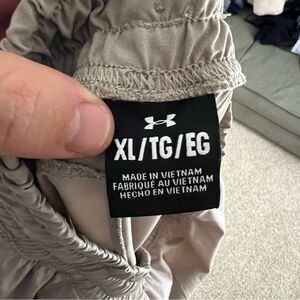 XL/TG/EG
MADE IN VIETNAM
FABRIQUÉ AU VIETNAM
HECHO EN VIETNAM